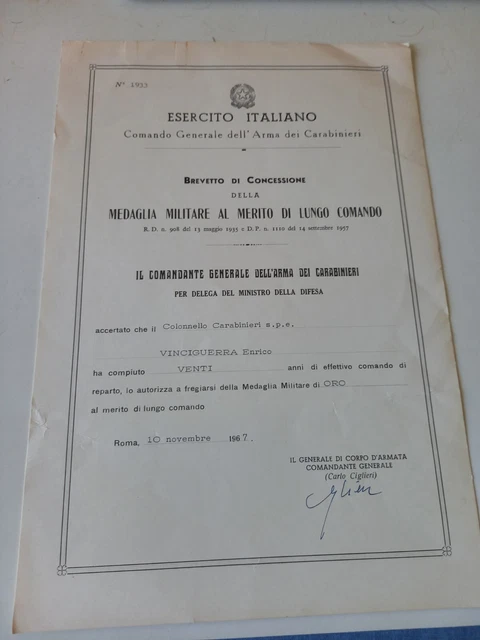 N° 1933
ESERCITO ITALIANO
Comando Generale dell'Arma dei Carabinieri
BREVETTO DI CONCESSIONE
DELLA
MEDAGLIA MILITARE AL MERITO DI LUNGO COMANDO
R. D. n. 908 del 13 maggio 1935 e D. P. n. 1110 del 14 settembre 1957
IL COMANDANTE GENERALE DELL'ARMA DEI CARABINIERI
PER DELEGA DEL MINISTRO DELLA DIFESA
accertato che il Colonnello Carabinieri s.p.e.
VINCIGUERRA Enrico
ha compiuto VENTI anni di effettivo comando di
reparto, lo autorizza a fregiarsi della Medaglia Militare di ORO
al merito di lungo comando
Roma, 10 novembre 1967.
IL GENERALE DI CORPO D'ARMATA
COMANDANTE GENERALE
(Carlo Ciglieri)